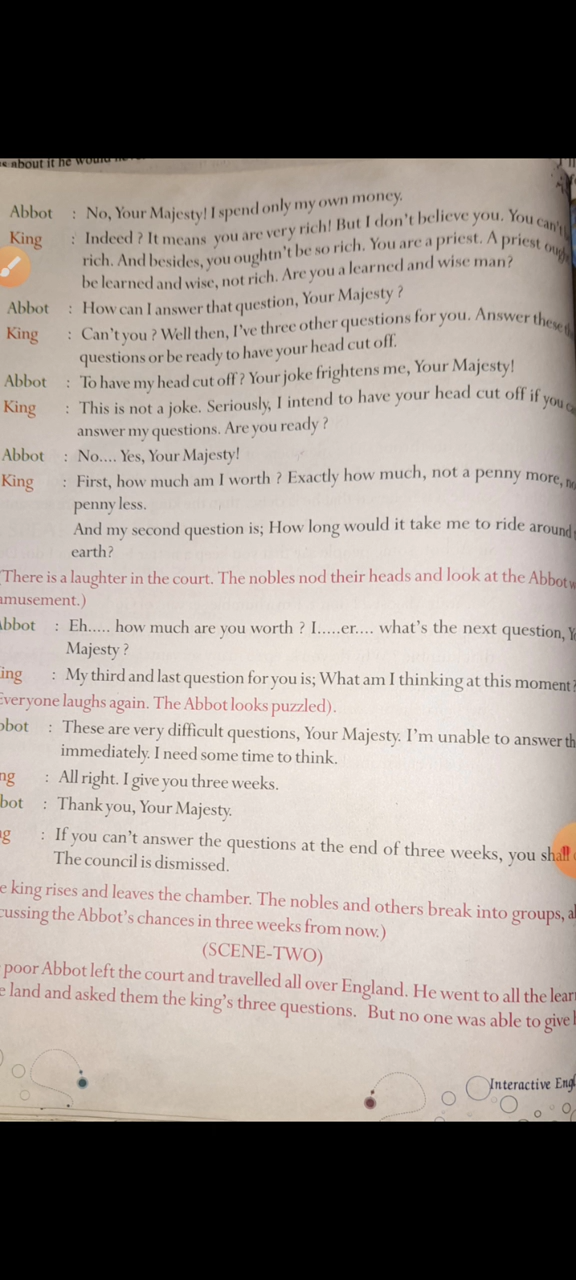 about it he would
Abbot : No, Your Majesty! I spend only my own money.
King : Indeed ? It means you are very rich! But I don't believe you. You can't
rich. And besides, you oughtn't be so rich. You are a priest. A priest ough
be learned and wise, not rich. Are you a learned and wise man?
Abbot : How can I answer that question, Your Majesty ?
King : Can't you ? Well then, I've three other questions for you. Answer these
questions or be ready to have your head cut off.
Abbot : To have my head cut off ? Your joke frightens me, Your Majesty!
King : This is not a joke. Seriously, I intend to have your head cut off if you
answer my questions. Are you ready ?
Abbot : No.... Yes, Your Majesty!
King : First, how much am I worth ? Exactly how much, not a penny more,
penny less.
And my second question is; How long would it take me to ride around
earth?
(There is a laughter in the court. The nobles nod their heads and look at the Abbot w
amusement.)
Abbot : Eh..... how much are you worth ? I.....er.... what's the next question, Yo
Majesty ?
ing : My third and last question for you is; What am I thinking at this moment?
Everyone laughs again. The Abbot looks puzzled).
bbot : These are very difficult questions, Your Majesty. I'm unable to answer th
immediately. I need some time to think.
ng : All right. I give you three weeks.
bot : Thank you, Your Majesty.
g : If you can't answer the questions at the end of three weeks, you shall
The council is dismissed.
e king rises and leaves the chamber. The nobles and others break into groups, al
cussing the Abbot's chances in three weeks from now.)
(SCENE-TWO)
poor Abbot left the court and travelled all over England. He went to all the lear
e land and asked them the king's three questions. But no one was able to give
Interactive Engl